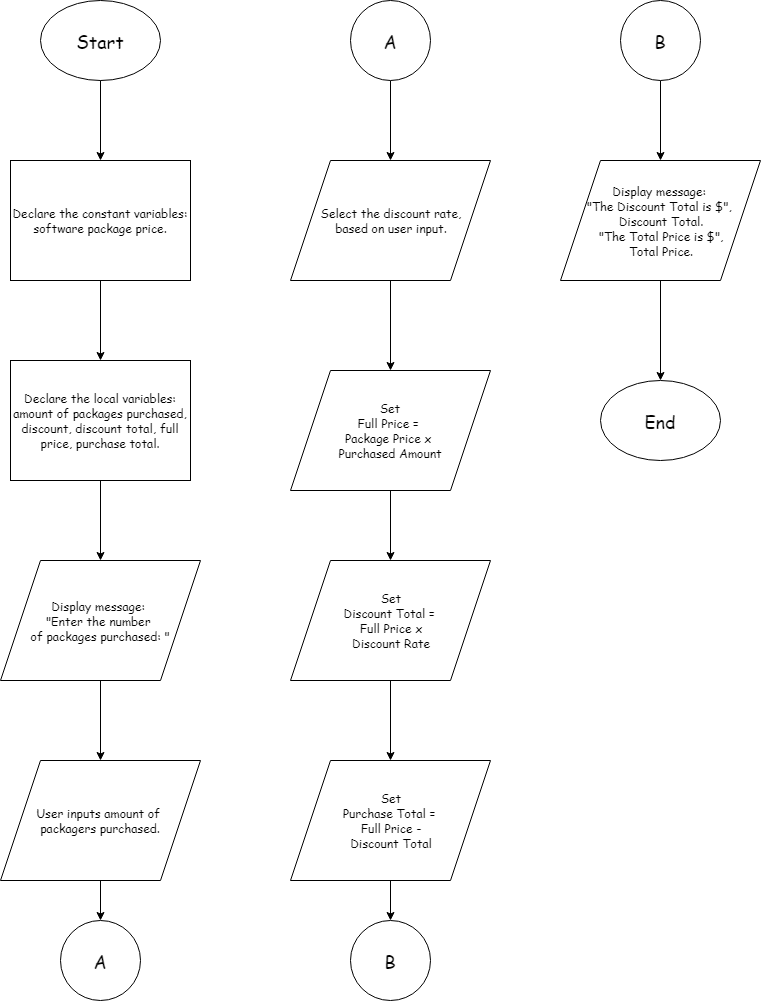 Start
Declare the constant variables:
software package price.
Declare the local variables:
amount of packages purchased,
discount, discount total, full
price, purchase total.
Display message:
"Enter the number
of packages purchased: "
User inputs amount of
packagers purchased.
A
A
Select the discount rate,
based on user input.
Set
Full Price =
Package Price x
Purchased Amount
Set
Discount Total =
Full Price x
Discount Rate
Set
Purchase Total =
Full Price -
Discount Total
B
B
Display message:
"The Discount Total is $",
Discount Total.
"The Total Price is $",
Total Price.
End